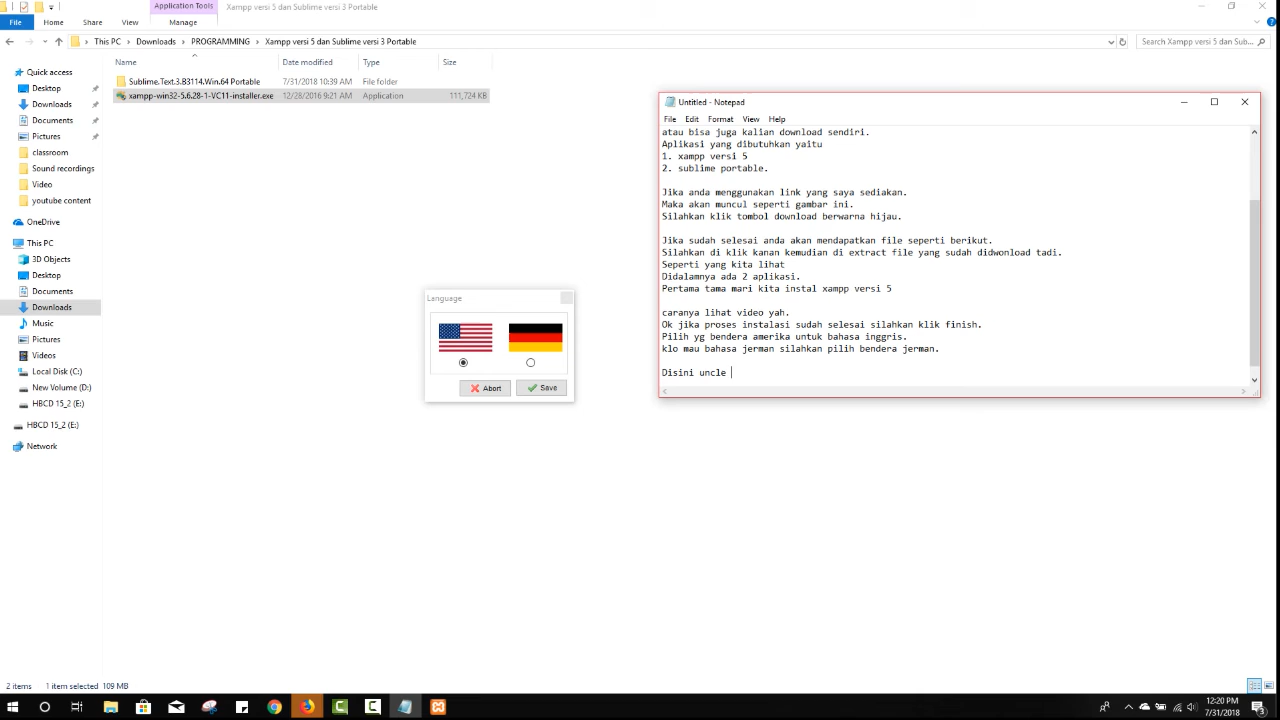 Application Tools
Xampp versi 5 dan Sublime versi 3 Portable
File Home Share View Manage
This PC Downloads PROGRAMMING Xampp versi 5 dan Sublime versi 3 Portable
Search Xampp versi 5 dan Sub...
Name Date modified Type Size
Sublime.Text.3.B3114.Win.64 Portable 7/31/2018 10:39 AM File folder
xampp-win32-5.6.28-1-VC11-installer.exe 12/28/2016 9:21 AM Application 111,724 KB
Quick access
Desktop
Downloads
Documents
Pictures
classroom
Sound recordings
Video
youtube content
OneDrive
This PC
3D Objects
Desktop
Documents
Downloads
Music
Pictures
Videos
Local Disk (C:)
New Volume (D:)
HBCD 15_2 (E:)
HBCD 15_2 (E:)
Network
Language
Abort Save
Untitled - Notepad
File Edit Format View Help
atau bisa juga kalian download sendiri.
Aplikasi yang dibutuhkan yaitu
1. xampp versi 5
2. sublime portable.
Jika anda menggunakan link yang saya sediakan.
Maka akan muncul seperti gambar ini.
Silahkan klik tombol download berwarna hijau.
Jika sudah selesai anda akan mendapatkan file seperti berikut.
Silahkan di klik kanan kemudian di extract file yang sudah didwonload tadi.
Seperti yang kita lihat
Didalamnya ada 2 aplikasi.
Pertama tama mari kita instal xampp versi 5
caranya lihat video yah.
Ok jika proses instalasi sudah selesai silahkan klik finish.
Pilih yg bendera amerika untuk bahasa inggris.
klo mau bahasa jerman silahkan pilih bendera jerman.
Disini uncle
2 items 1 item selected 109 MB
12:20 PM
7/31/2018
3